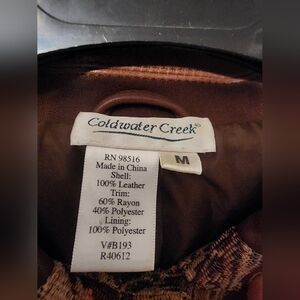 Coldwater Creek®
M
RN 98516
Made in China
Shell:
100% Leather
Trim:
60% Rayon
40% Polyester
Lining:
100% Polyester
V#B193
R40612